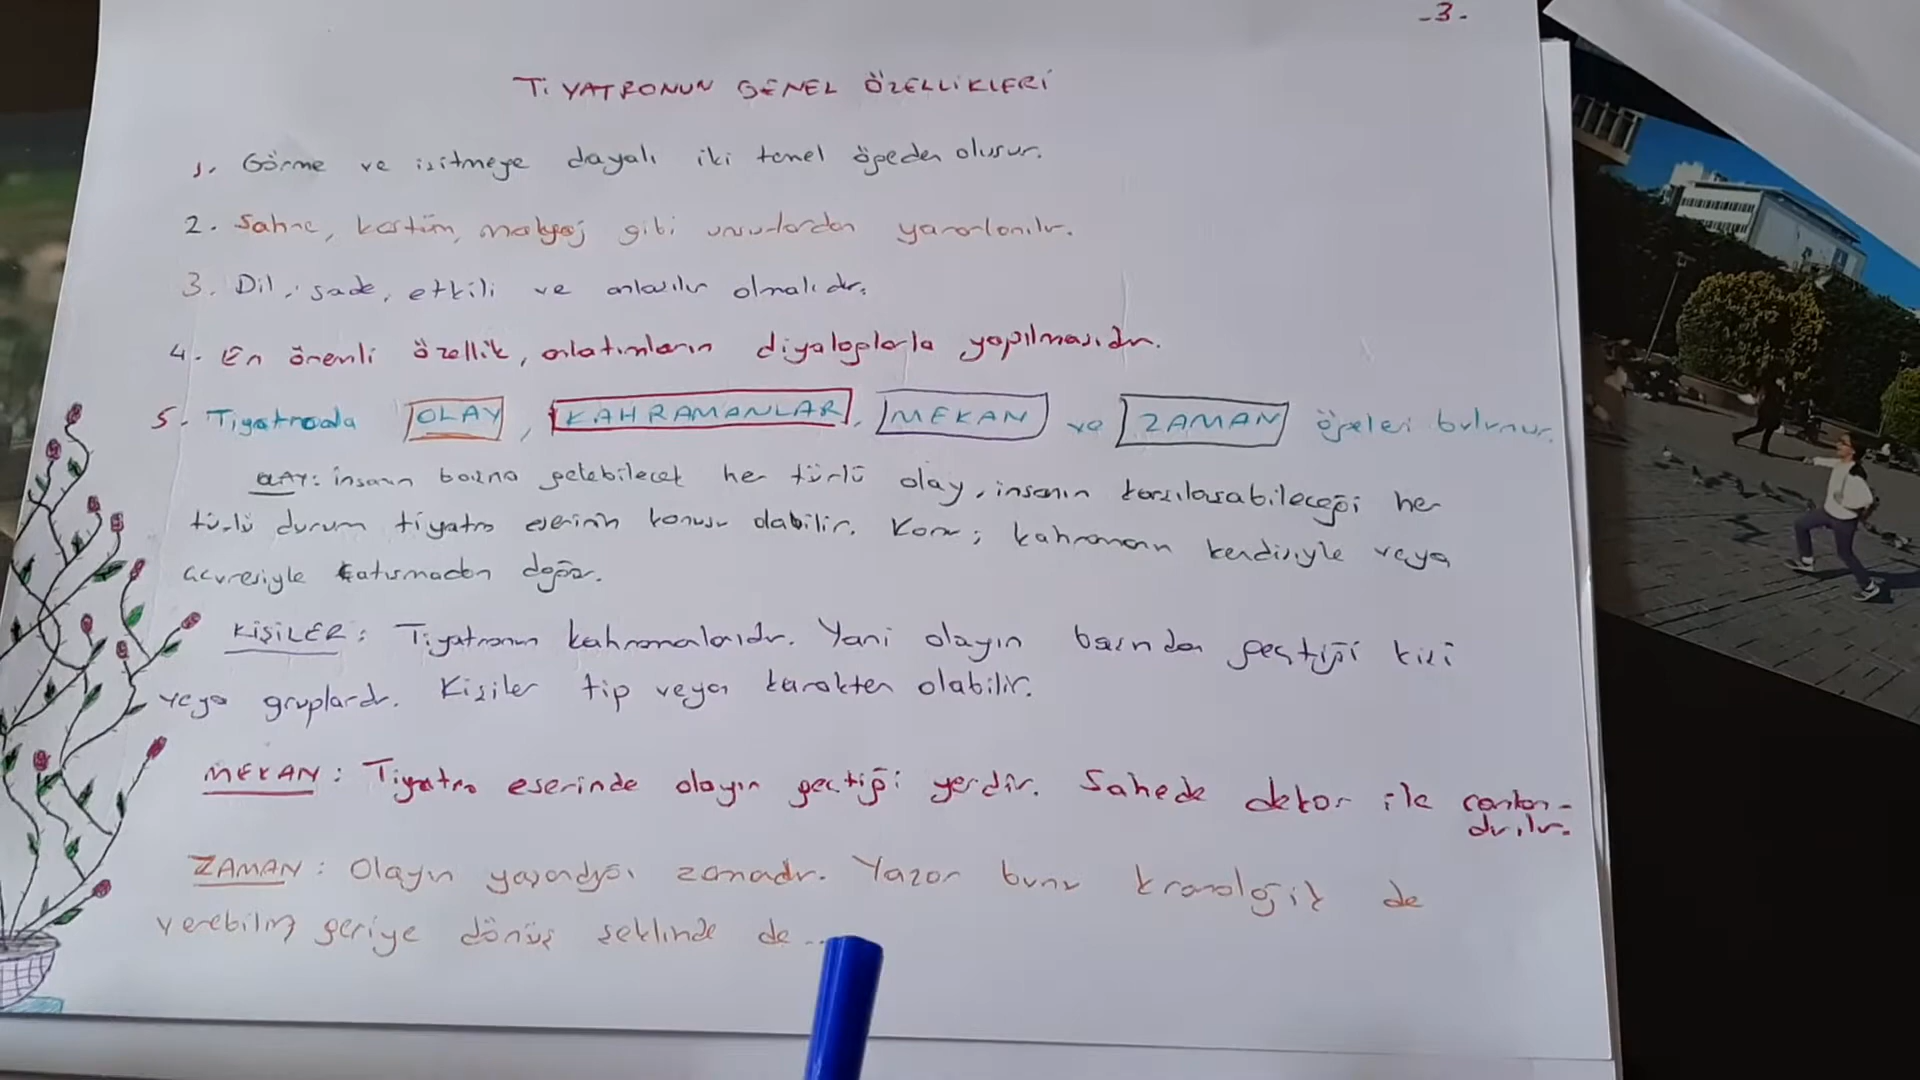 -3-
TİYATRONUN GENEL ÖZELLİKLERİ
1. Görme ve işitmeye dayalı iki temel öğeden oluşur.
2. Sahne, kostüm, makyaj gibi unsurlardan yararlanılır.
3. Dil, sade, etkili ve anlaşılır olmalıdır.
4. En önemli özellik, anlatımların diyaloglarla yapılmasıdır.
5. Tiyatroda OLAY, KAHRAMANLAR, MEKAN ve ZAMAN öğeleri bulunur.
OLAY: İnsanın başına gelebilecek her türlü olay, insanın karşılaşabileceği her
türlü durum tiyatro eserinin konusu olabilir. Konu; kahramanın kendisiyle veya
çevresiyle çatışmadan doğar.
KİŞİLER: Tiyatronun kahramanlarıdır. Yani olayın başından geçtiği kişi
veya gruplardır. Kişiler tip veya karakter olabilir.
MEKAN: Tiyatro eserinde olayın geçtiği yerdir. Sahnede dekor ile canlan-
dırılır.
ZAMAN: Olayın yaşandığı zamandır. Yazar bunu kronolojik de
verebilir, geriye dönüş şeklinde de...